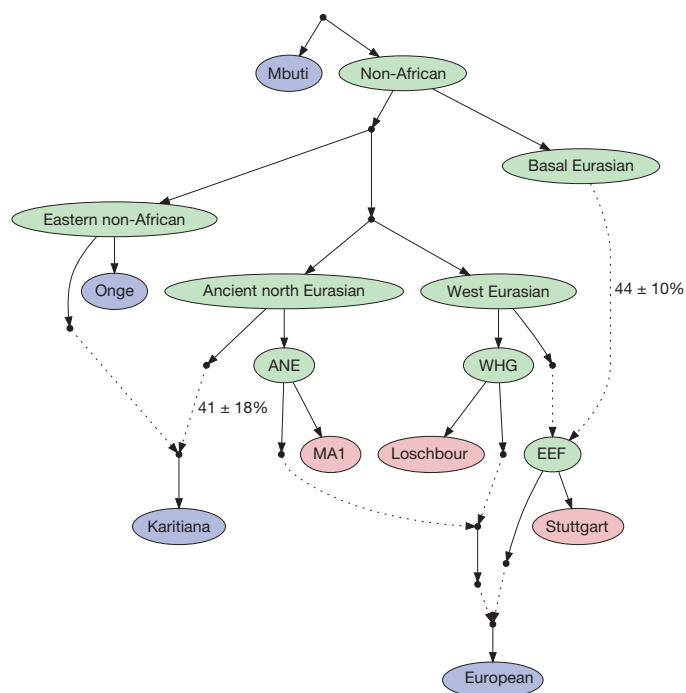 Mbuti
Non-African
Basal Eurasian
Eastern non-African
Onge
Ancient north Eurasian
West Eurasian
44 ± 10%
ANE
WHG
41 ± 18%
MA1
Loschbour
EEF
Karitiana
Stuttgart
European